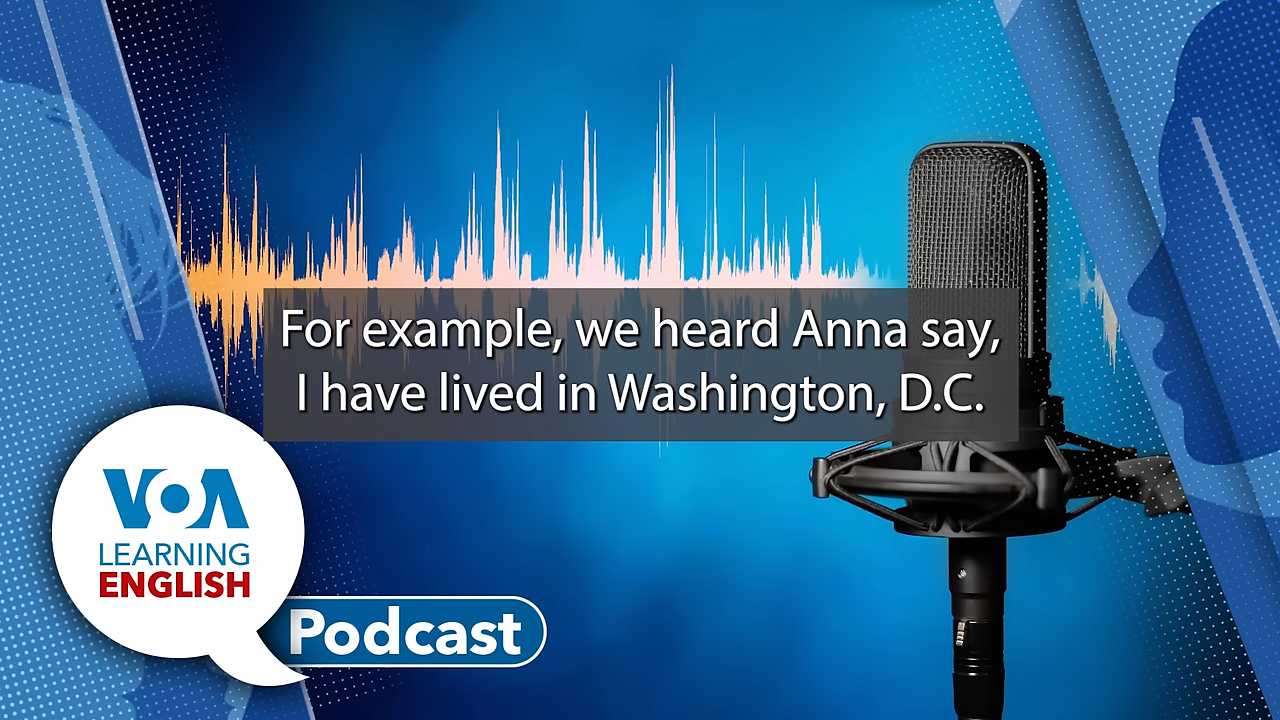 For example, we heard Anna say,
I have lived in Washington, D.C.
VOA
LEARNING
ENGLISH
Podcast